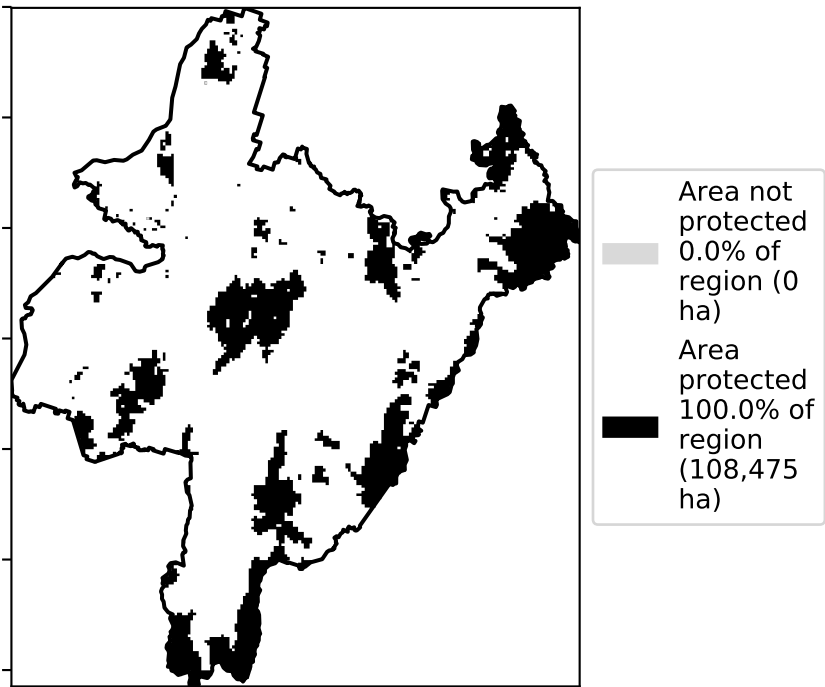 Area not
protected
0.0% of
region (0
ha)
Area
protected
100.0% of
region
(108,475
ha)